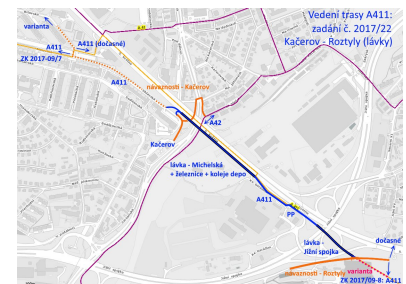 Vedení trasy A411:
zadání č. 2017/22
Kačerov - Roztyly (lávky)
varianta
A411
A411 (dočasné)
ZK 2017-09/7
A411
návaznosti - Kačerov
A42
Kačerov
lávka - Michelská
+ železnice + koleje depo
A411
PP
lávka -
Jižní spojka
dočasné
návaznosti - Roztyly
varianta
ZK 2017/09-8: A411